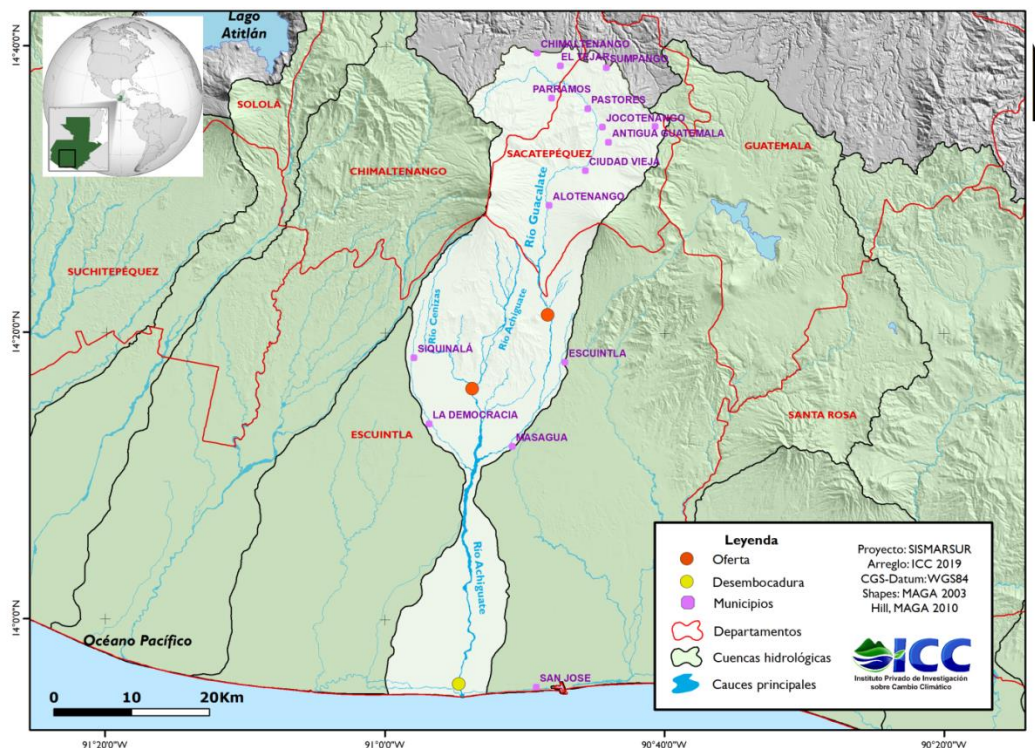 Lago
Atitlán
14°40'0"N
CHIMALTENANGO
EL TEJAR
SUMPANGO
PARRAMOS
PASTORES
SOLOLÁ
JOCOTENANGO
ANTIGUA GUATEMALA
SACATEPÉQUEZ
GUATEMALA
CHIMALTENANGO
CIUDAD VIEJA
ALOTENANGO
Río Guacalate
SUCHITEPÉQUEZ
Río Cenizas
Río Achiguate
14°20'0"N
SIQUINALÁ
ESCUINTLA
LA DEMOCRACIA
SANTA ROSA
ESCUINTLA
MASAGUA
Río Achiguate
14°0'0"N
Océano Pacífico
SAN JOSE
0 10 20Km
Leyenda
Oferta
Desembocadura
Municipios
Departamentos
Cuencas hidrológicas
Cauces principales
Proyecto: SISMARSUR
Arreglo: ICC 2019
CGS-Datum: WGS84
Shapes: MAGA 2003
Hill, MAGA 2010
ICC
Instituto Privado de Investigación
sobre Cambio Climático
91°20'0"W 91°0'0"W 90°40'0"W 90°20'0"W